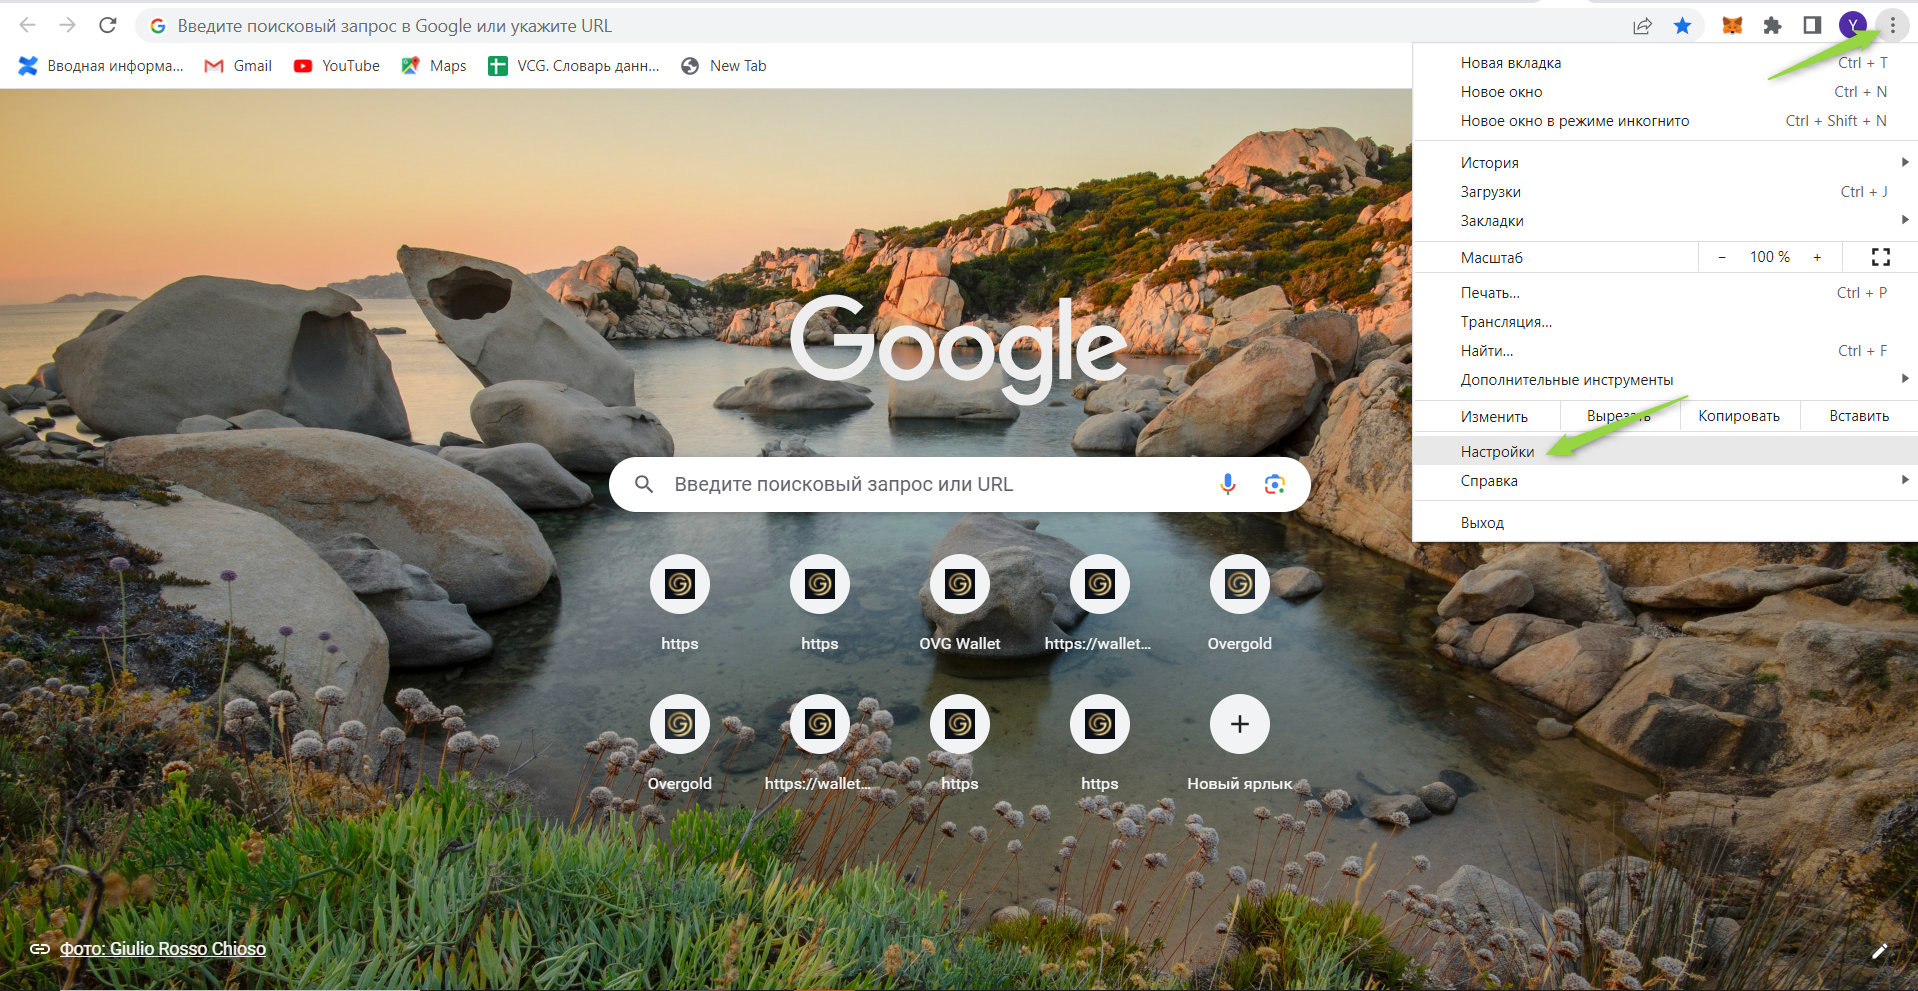 Введите поисковый запрос в Google или укажите URL
Y
Вводная информа...
Gmail
YouTube
Maps
VCG. Словарь данн...
New Tab
Новая вкладка Ctrl + T
Новое окно Ctrl + N
Новое окно в режиме инкогнито Ctrl + Shift + N
История
Загрузки Ctrl + J
Закладки
Масштаб − 100 % +
Печать... Ctrl + P
Трансляция...
Найти... Ctrl + F
Дополнительные инструменты
Изменить Вырезать Копировать Вставить
Настройки
Справка
Выход
Google
Введите поисковый запрос или URL
https
https
OVG Wallet
https://wallet...
Overgold
Overgold
https://wallet...
https
https
Новый ярлык
Фото: Giulio Rosso Chioso